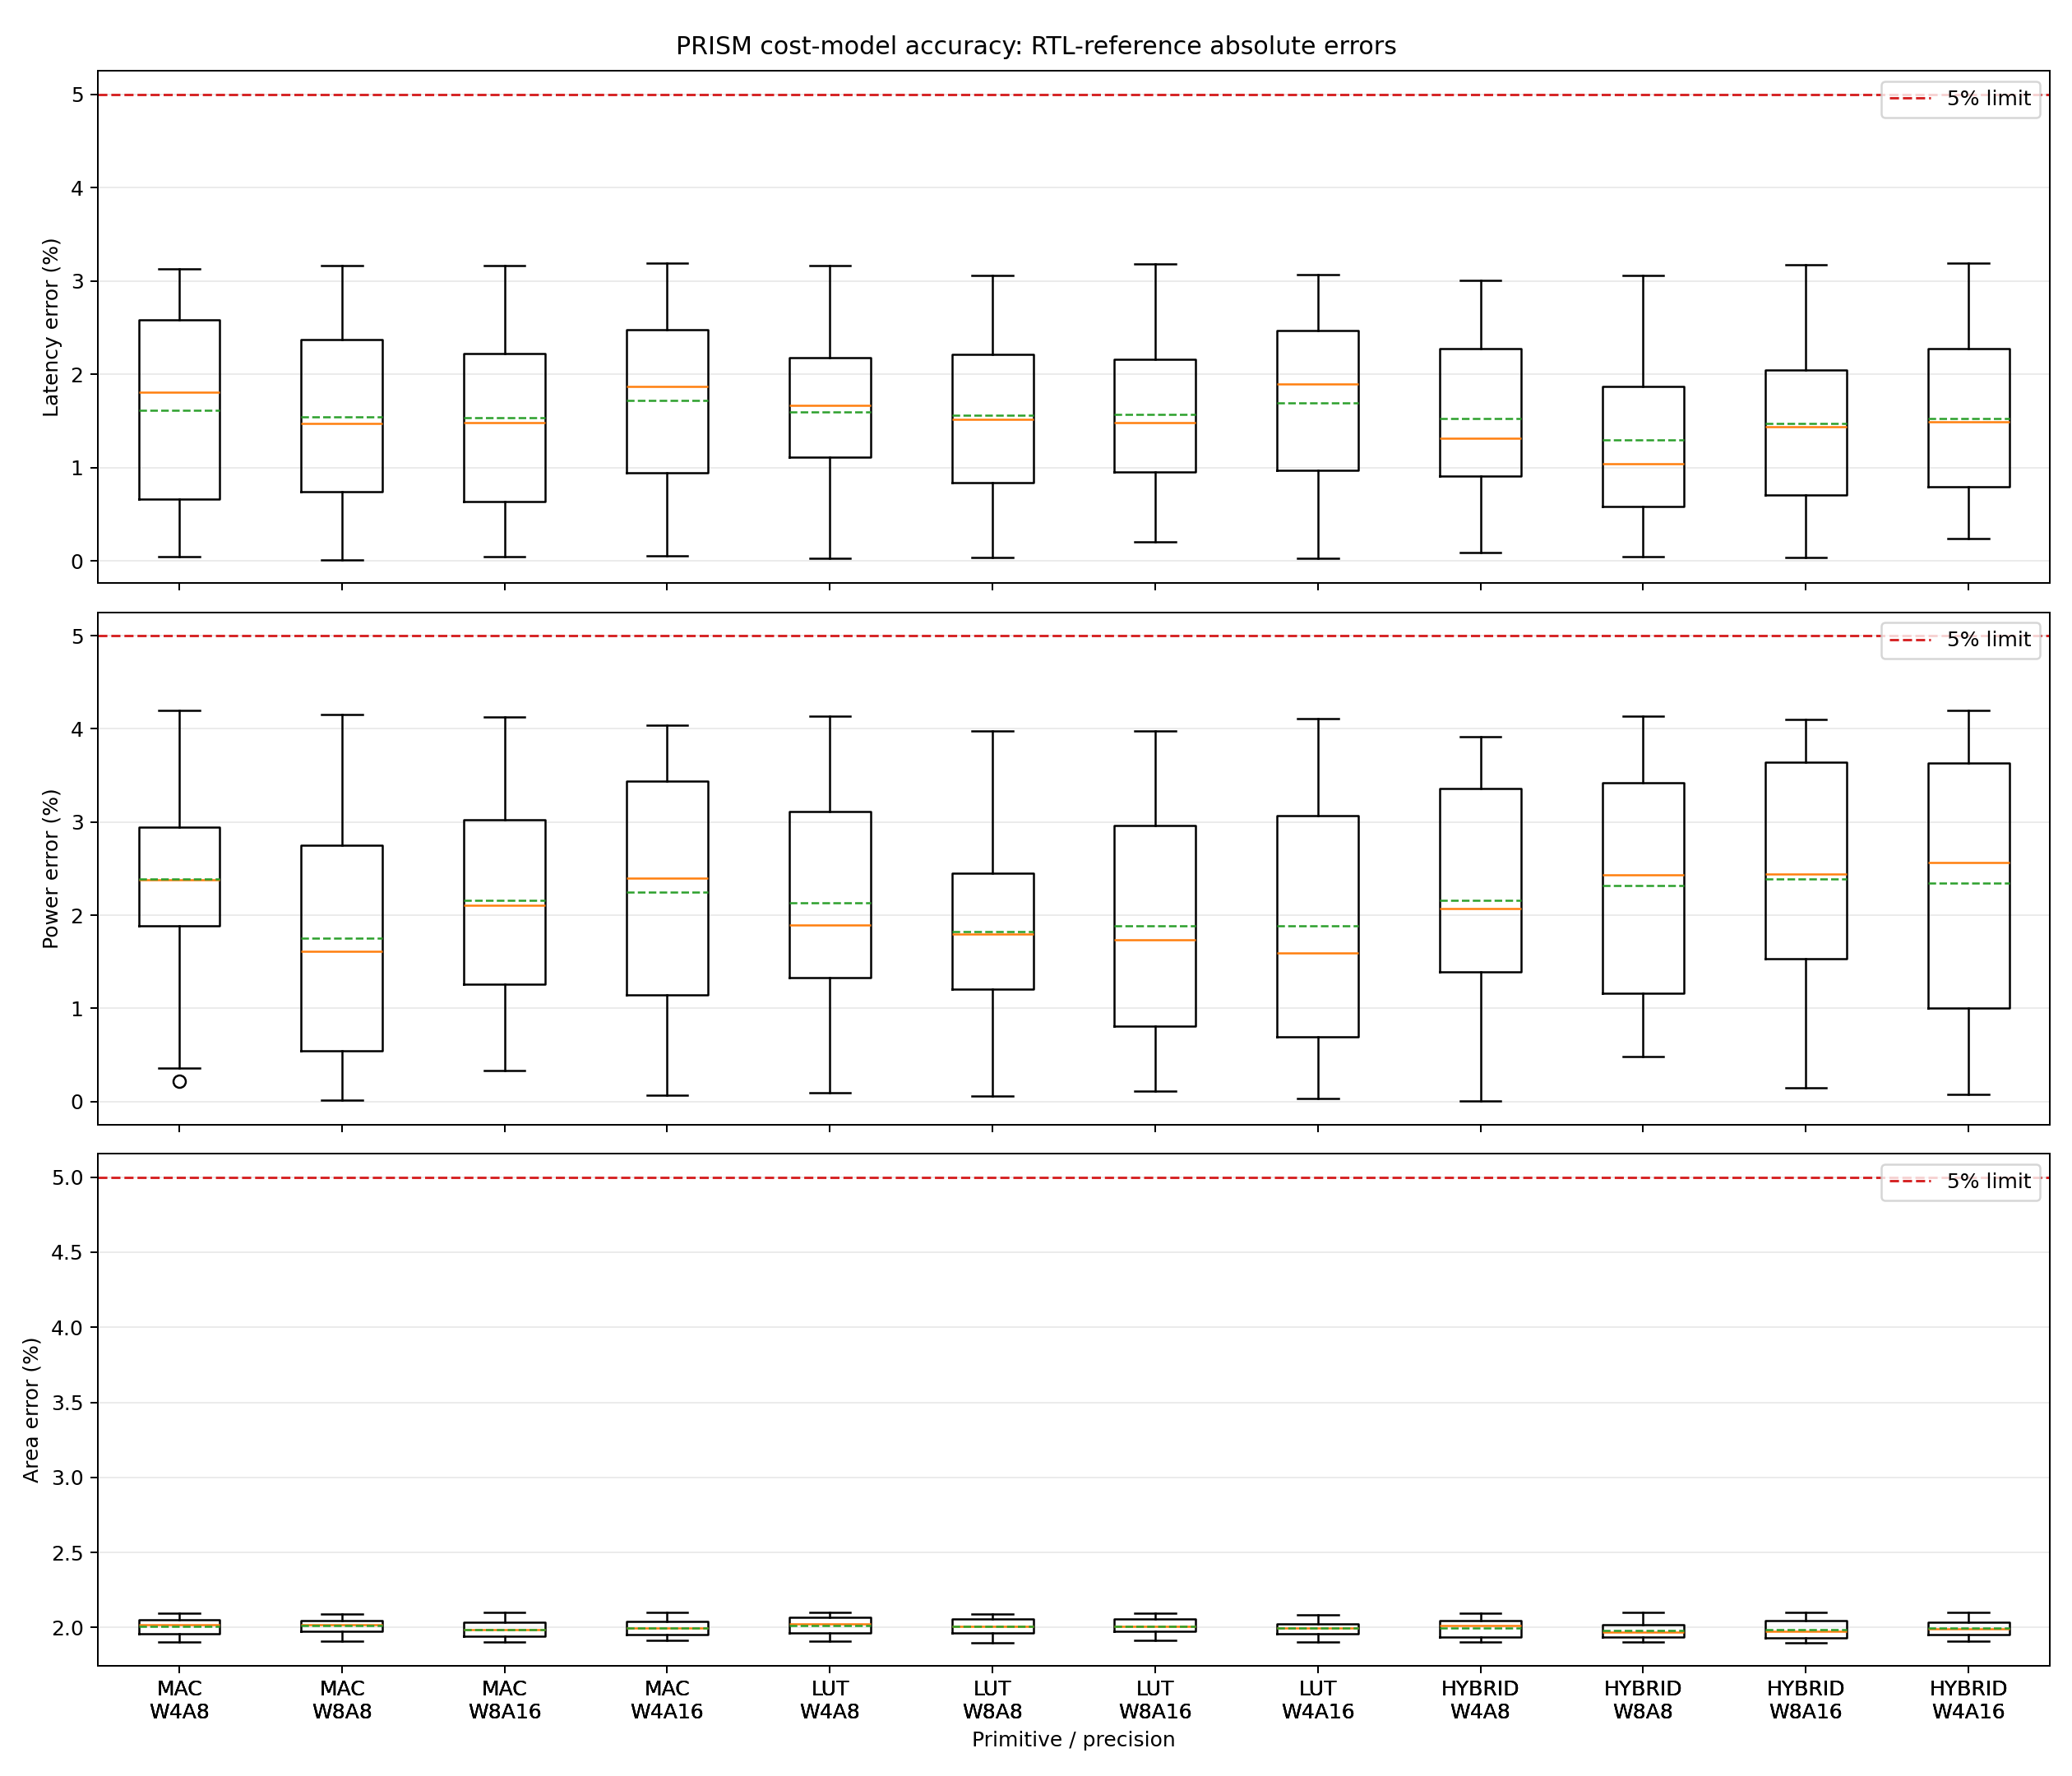 PRISM cost-model accuracy: RTL-reference absolute errors
5% limit
5
4
3
2
1
0
Latency error (%)
5% limit
5
4
3
2
1
0
Power error (%)
5% limit
5.0
4.5
4.0
3.5
3.0
2.5
2.0
Area error (%)
MAC MAC MAC MAC LUT LUT LUT LUT HYBRID HYBRID HYBRID HYBRID
W4A8 W8A8 W8A16 W4A16 W4A8 W8A8 W8A16 W4A16 W4A8 W8A8 W8A16 W4A16
Primitive / precision